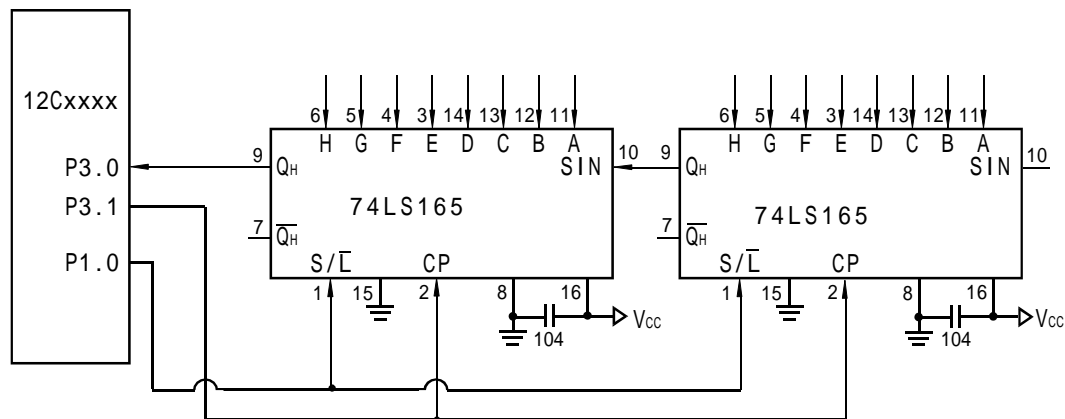 12Cxxxx
P3.0
P3.1
P1.0
6 5 4 3 14 13 12 11
H G F E D C B A
9 QH SIN 10
74LS165
7 Q̅H̅
S/L̅ CP
1 15 2 8 16
104 VCC
6 5 4 3 14 13 12 11
H G F E D C B A
9 QH SIN 10
74LS165
7 Q̅H̅
S/L̅ CP
1 15 2 8 16
104 VCC